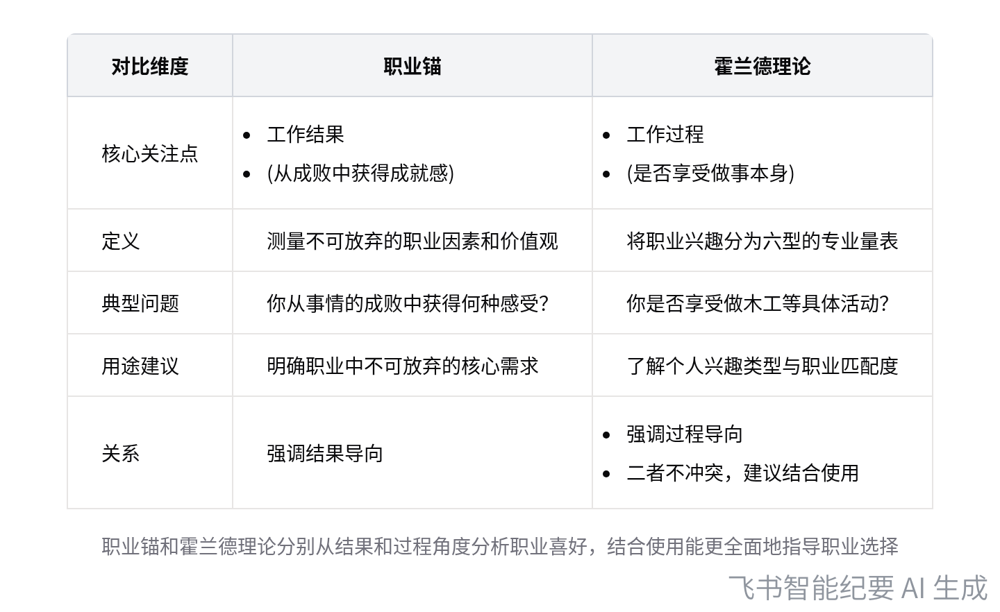 对比维度 职业锚 霍兰德理论
核心关注点
• 工作结果
• (从成败中获得成就感)
• 工作过程
• (是否享受做事本身)
定义 测量不可放弃的职业因素和价值观 将职业兴趣分为六型的专业量表
典型问题 你从事情的成败中获得何种感受？ 你是否享受做木工等具体活动？
用途建议 明确职业中不可放弃的核心需求 了解个人兴趣类型与职业匹配度
关系 强调结果导向
• 强调过程导向
• 二者不冲突，建议结合使用
职业锚和霍兰德理论分别从结果和过程角度分析职业喜好，结合使用能更全面地指导职业选择
飞书智能纪要 AI 生成